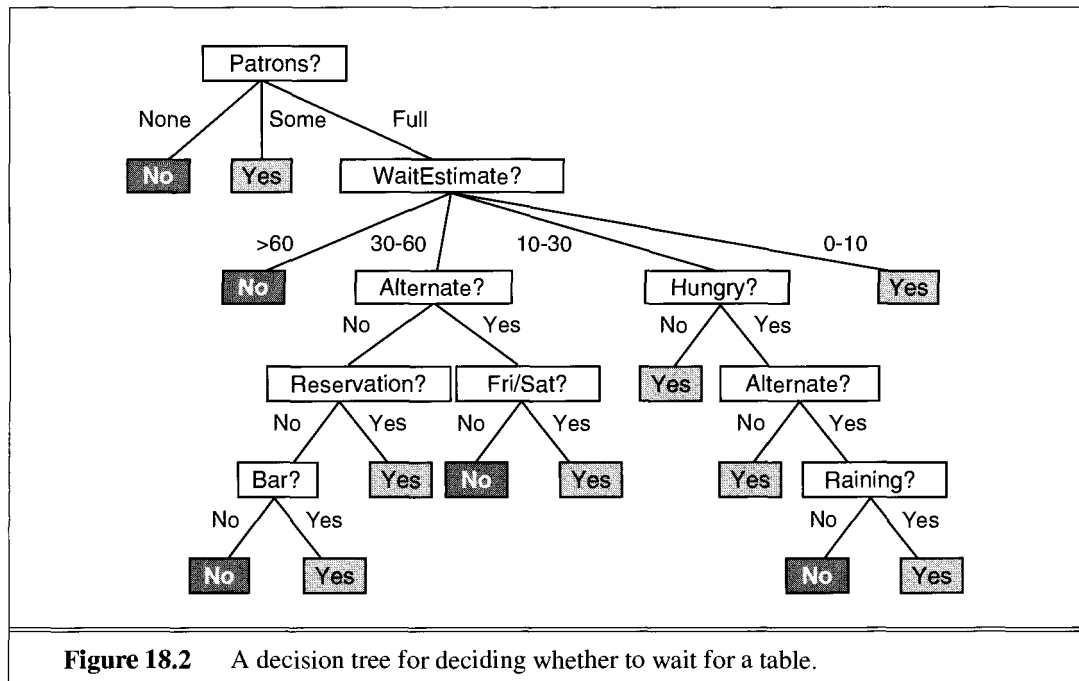 Patrons?
None Some Full
No Yes WaitEstimate?
>60 30-60 10-30 0-10
No Alternate? Hungry? Yes
No Yes No Yes
Reservation? Fri/Sat? Yes Alternate?
No Yes No Yes No Yes
Bar? Yes No Yes Yes Raining?
No Yes No Yes
No Yes No Yes
Figure 18.2 A decision tree for deciding whether to wait for a table.